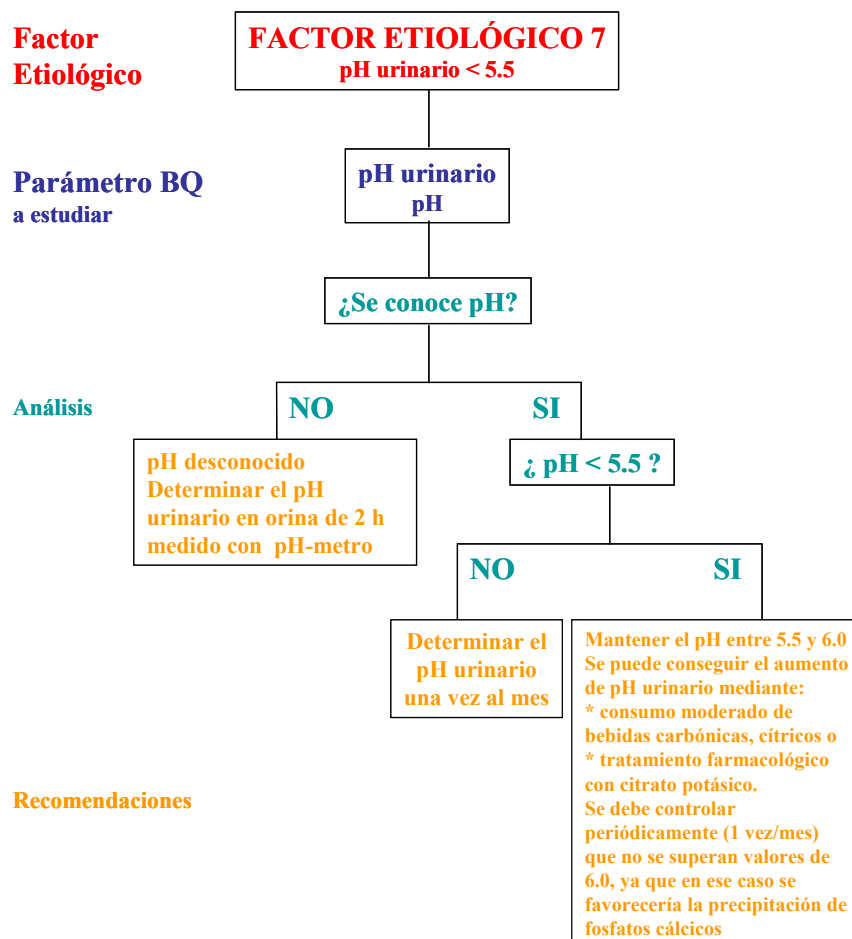 Factor
Etiológico
FACTOR ETIOLÓGICO 7
pH urinario < 5.5
Parámetro BQ
a estudiar
pH urinario
pH
¿Se conoce pH?
Análisis
NO
SI
pH desconocido
Determinar el pH
urinario en orina de 2 h
medido con pH-metro
¿ pH < 5.5 ?
NO
SI
Determinar el
pH urinario
una vez al mes
Mantener el pH entre 5.5 y 6.0
Se puede conseguir el aumento
de pH urinario mediante:
* consumo moderado de
bebidas carbónicas, cítricos o
* tratamiento farmacológico
con citrato potásico.
Se debe controlar
periódicamente (1 vez/mes)
que no se superan valores de
6.0, ya que en ese caso se
favorecería la precipitación de
fosfatos cálcicos
Recomendaciones